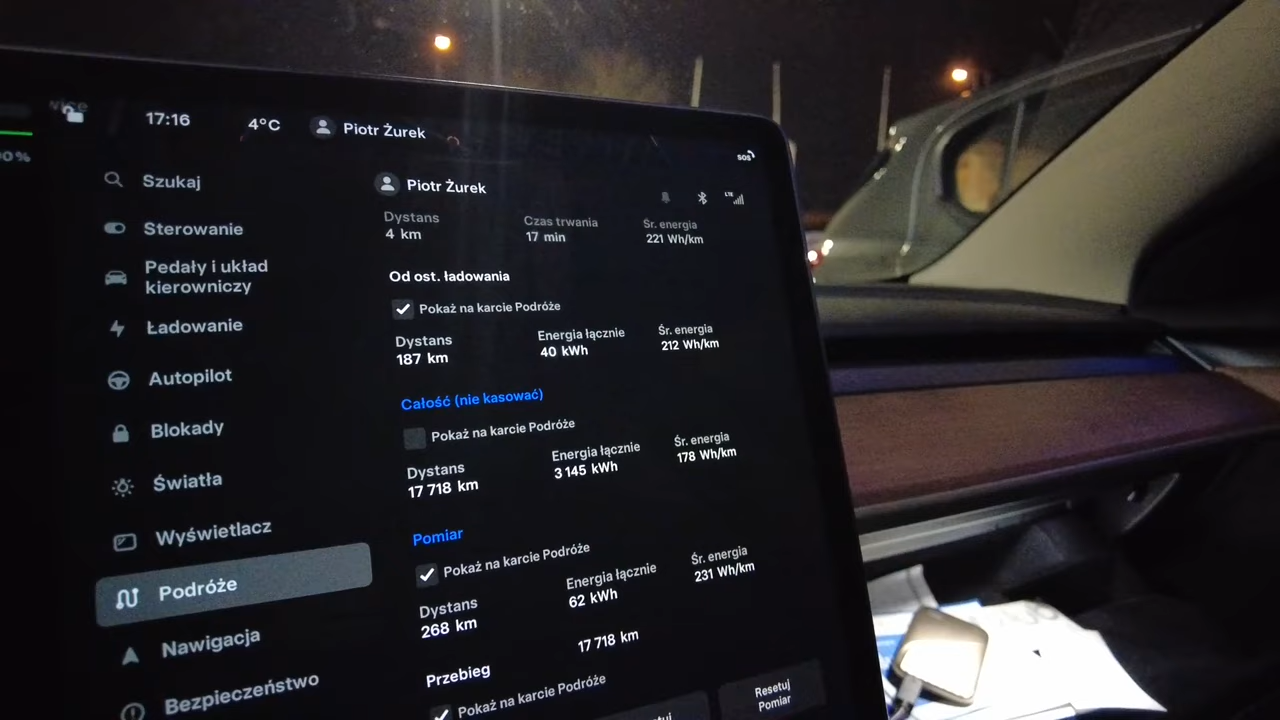 17:16
4°C
Piotr Żurek
sos
Szukaj
Sterowanie
Pedały i układ
kierowniczy
Ładowanie
Autopilot
Blokady
Światła
Wyświetlacz
Podróże
Nawigacja
Bezpieczeństwo
Piotr Żurek
LTE
Dystans
4 km
Czas trwania
17 min
Śr. energia
221 Wh/km
Od ost. ładowania
Pokaż na karcie Podróże
Dystans
187 km
Energia łącznie
40 kWh
Śr. energia
212 Wh/km
Całość (nie kasować)
Pokaż na karcie Podróże
Dystans
17 718 km
Energia łącznie
3 145 kWh
Śr. energia
178 Wh/km
Pomiar
Pokaż na karcie Podróże
Dystans
268 km
Energia łącznie
62 kWh
Śr. energia
231 Wh/km
Przebieg
17 718 km
Pokaż na karcie Podróże
Resetuj
Pomiar